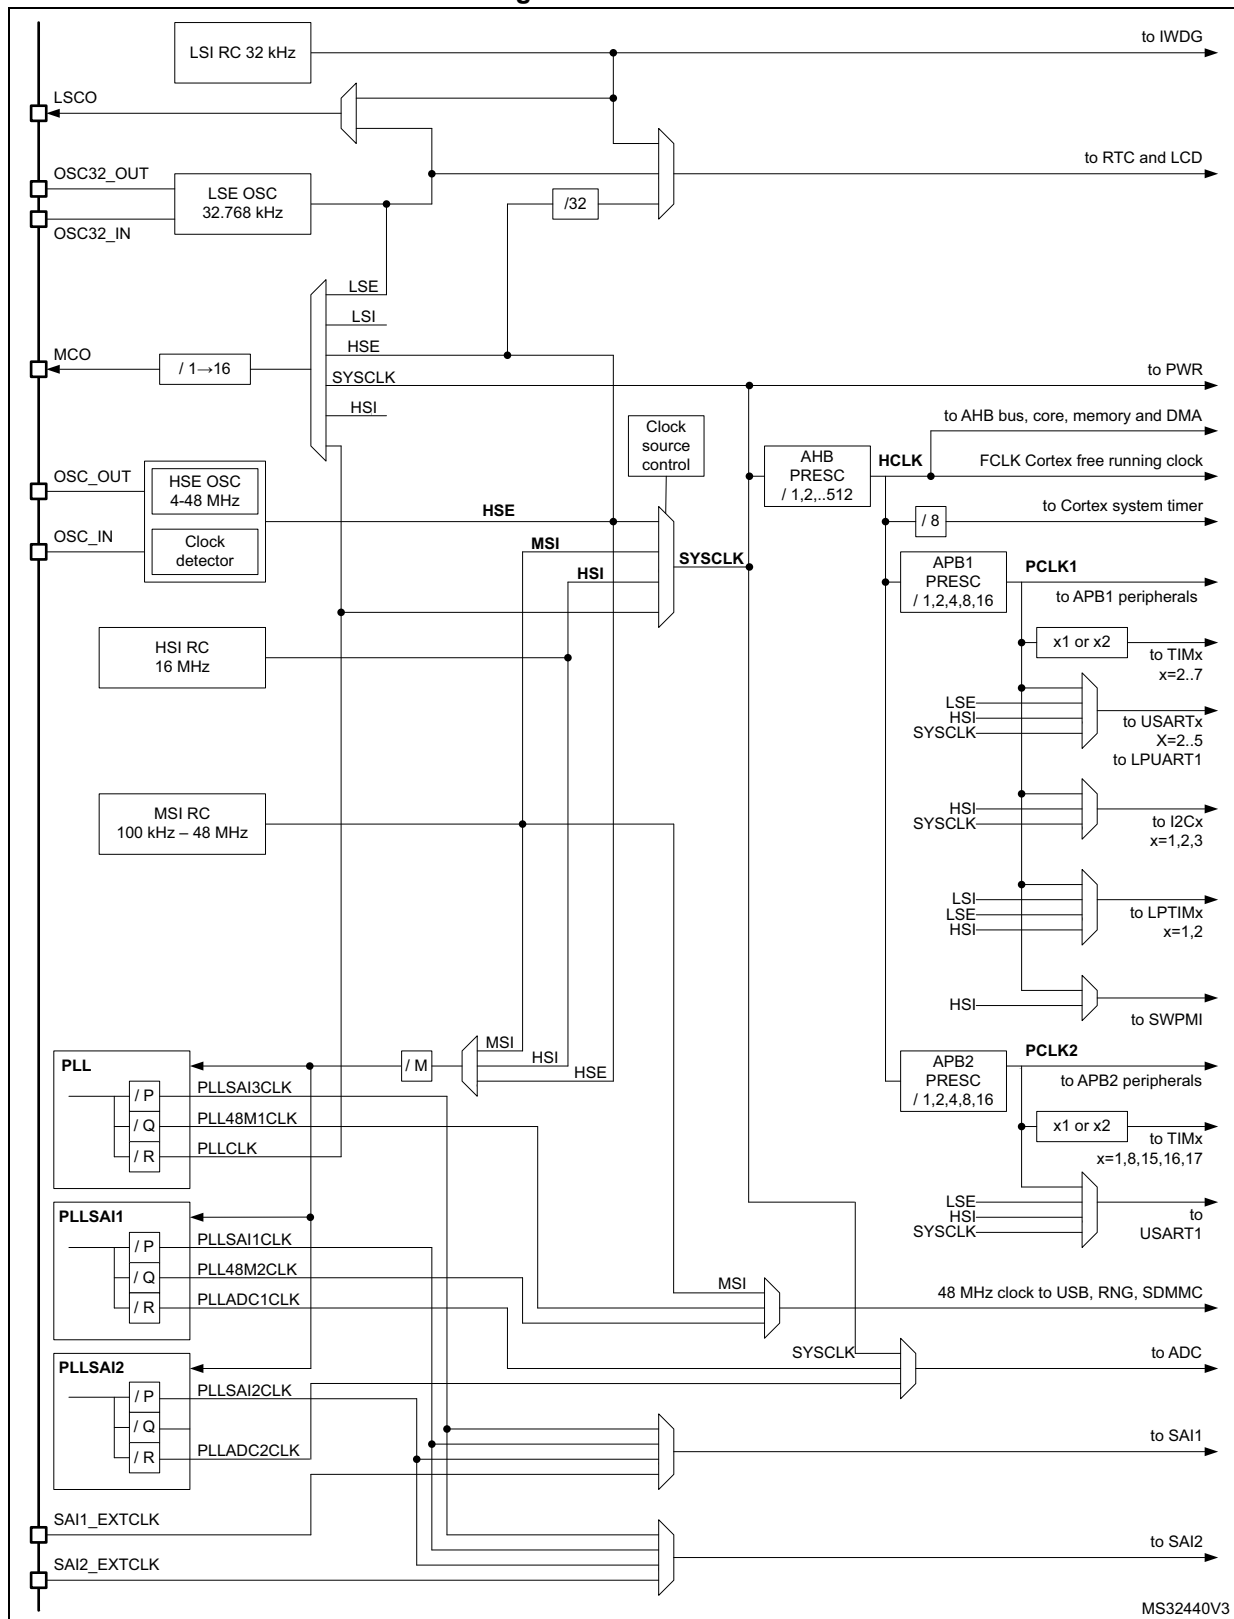 LSI RC 32 kHz
to IWDG
LSCO
to RTC and LCD
OSC32_OUT
LSE OSC
32.768 kHz
/32
OSC32_IN
LSE
LSI
MCO
HSE
/ 1→16
to PWR
SYSCLK
HSI
to AHB bus, core, memory and DMA
Clock
source
control
AHB
PRESC
/ 1,2,..512
HCLK
FCLK Cortex free running clock
OSC_OUT
HSE OSC
4-48 MHz
HSE
/ 8
to Cortex system timer
OSC_IN
Clock
detector
MSI
HSI
SYSCLK
APB1
PRESC
/ 1,2,4,8,16
PCLK1
to APB1 peripherals
HSI RC
16 MHz
x1 or x2
to TIMx
x=2..7
LSE
HSI
SYSCLK
to USARTx
X=2..5
to LPUART1
MSI RC
100 kHz – 48 MHz
HSI
SYSCLK
to I2Cx
x=1,2,3
LSI
LSE
HSI
to LPTIMx
x=1,2
HSI
to SWPMI
MSI
HSI
HSE
/ M
PLL
/ P
PLLSAI3CLK
/ Q
PLL48M1CLK
/ R
PLLCLK
APB2
PRESC
/ 1,2,4,8,16
PCLK2
to APB2 peripherals
x1 or x2
to TIMx
x=1,8,15,16,17
LSE
HSI
SYSCLK
to
USART1
PLLSAI1
/ P
PLLSAI1CLK
/ Q
PLL48M2CLK
/ R
PLLADC1CLK
MSI
48 MHz clock to USB, RNG, SDMMC
SYSCLK
to ADC
PLLSAI2
/ P
PLLSAI2CLK
/ Q
/ R
PLLADC2CLK
to SAI1
SAI1_EXTCLK
to SAI2
SAI2_EXTCLK
MS32440V3